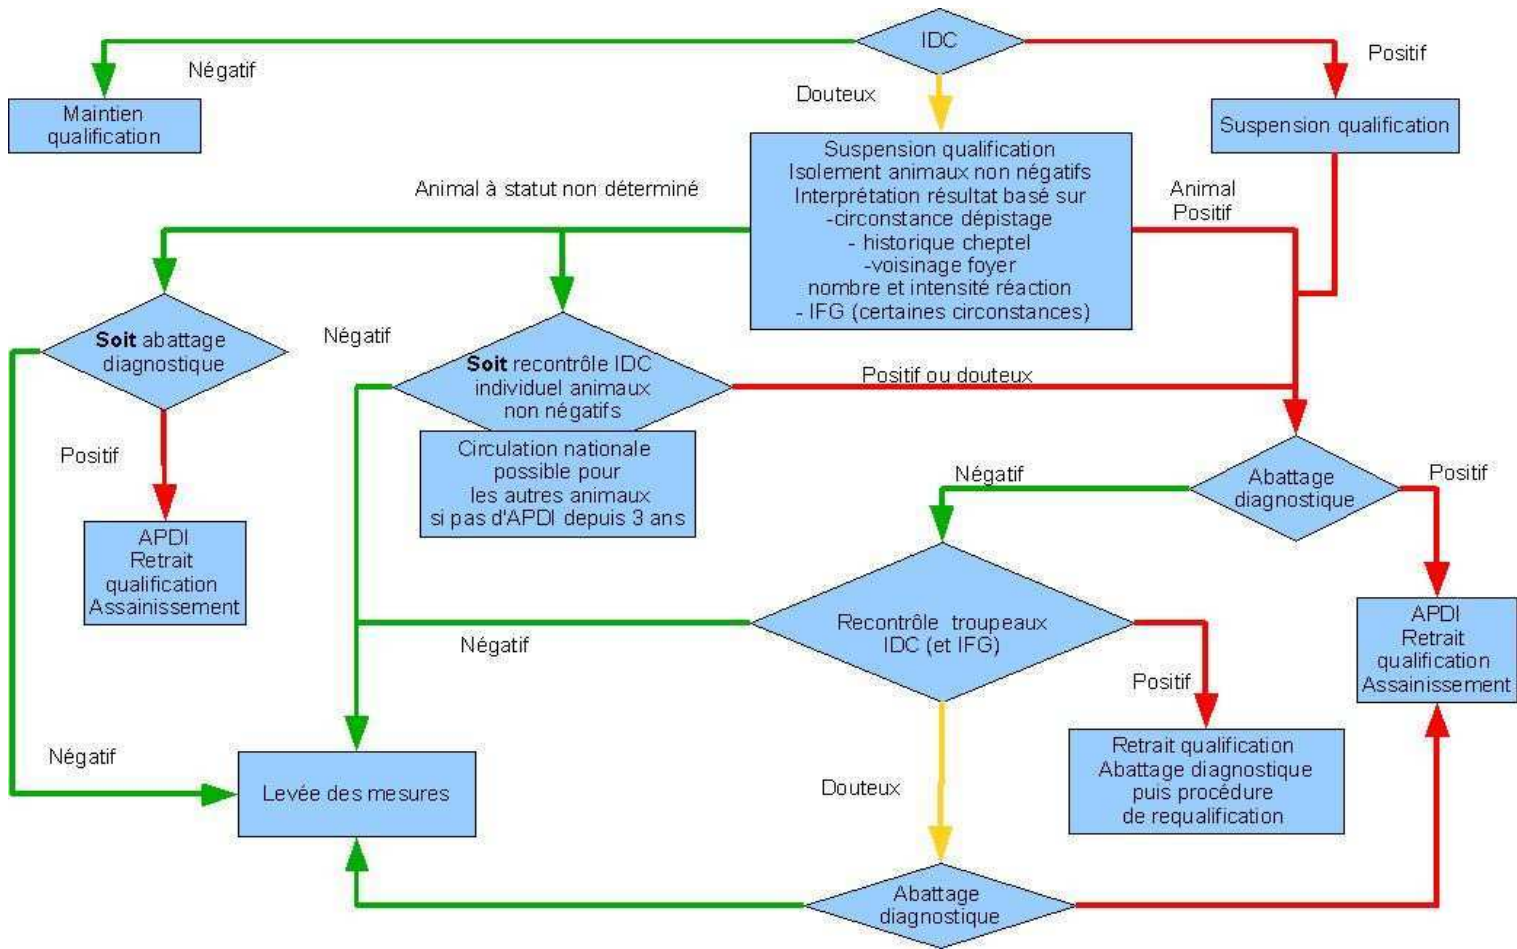 IDC
Négatif
Positif
Douteux
Maintien
qualification
Suspension qualification
Suspension qualification
Isolement animaux non négatifs
Interprétation résultat basé sur
-circonstance dépistage
- historique cheptel
-voisinage foyer
nombre et intensité réaction
- IFG (certaines circonstances)
Animal à statut non déterminé
Animal
Positif
Soit abattage
diagnostique
Négatif
Soit recontrôle IDC
individuel animaux
non négatifs
Positif ou douteux
Circulation nationale
possible pour
les autres animaux
si pas d'APDI depuis 3 ans
Positif
Négatif
Abattage
diagnostique
Positif
APDI
Retrait
qualification
Assainissement
Recontrôle troupeaux
IDC (et IFG)
Négatif
Positif
APDI
Retrait
qualification
Assainissement
Négatif
Levée des mesures
Douteux
Retrait qualification
Abattage diagnostique
puis procédure
de requalification
Abattage
diagnostique